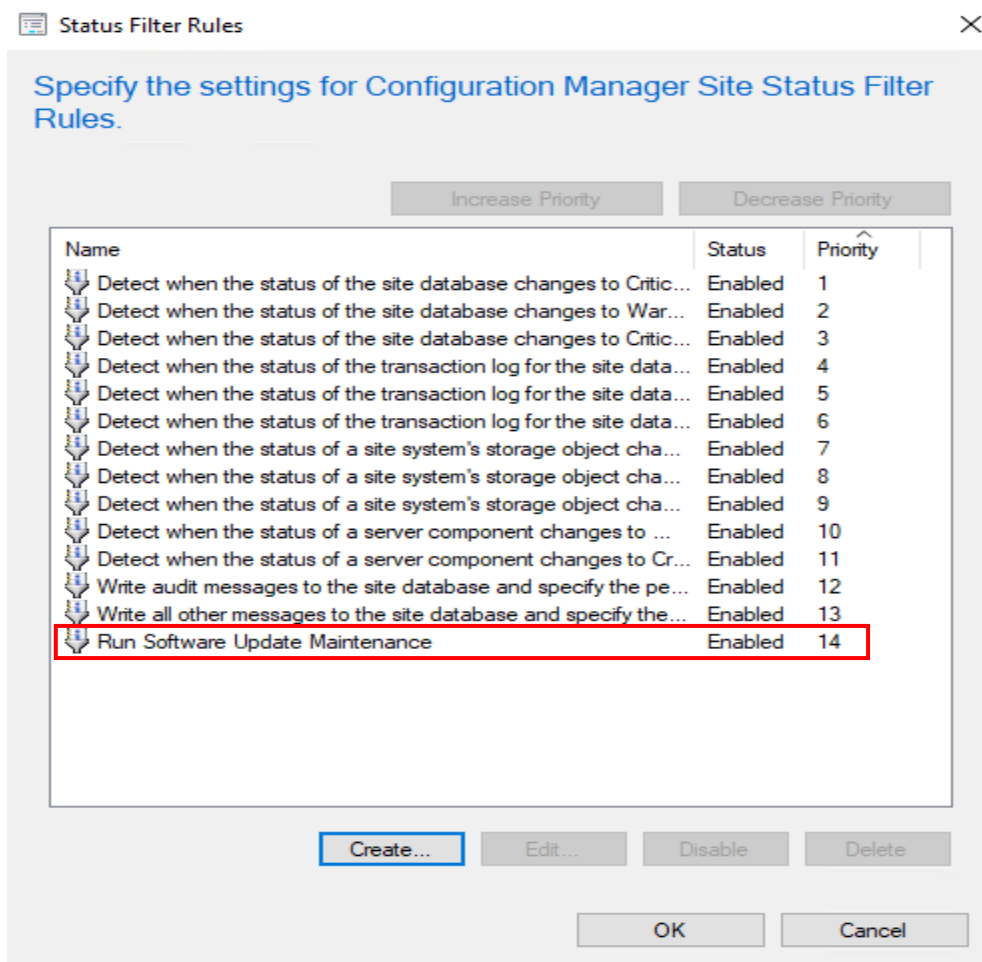 Status Filter Rules
Specify the settings for Configuration Manager Site Status Filter
Rules.
Increase Priority Decrease Priority
Name Status Priority
Detect when the status of the site database changes to Critic... Enabled 1
Detect when the status of the site database changes to War... Enabled 2
Detect when the status of the site database changes to Critic... Enabled 3
Detect when the status of the transaction log for the site data... Enabled 4
Detect when the status of the transaction log for the site data... Enabled 5
Detect when the status of the transaction log for the site data... Enabled 6
Detect when the status of a site system's storage object cha... Enabled 7
Detect when the status of a site system's storage object cha... Enabled 8
Detect when the status of a site system's storage object cha... Enabled 9
Detect when the status of a server component changes to ... Enabled 10
Detect when the status of a server component changes to Cr... Enabled 11
Write audit messages to the site database and specify the pe... Enabled 12
Write all other messages to the site database and specify the... Enabled 13
Run Software Update Maintenance Enabled 14
Create... Edit... Disable Delete
OK Cancel